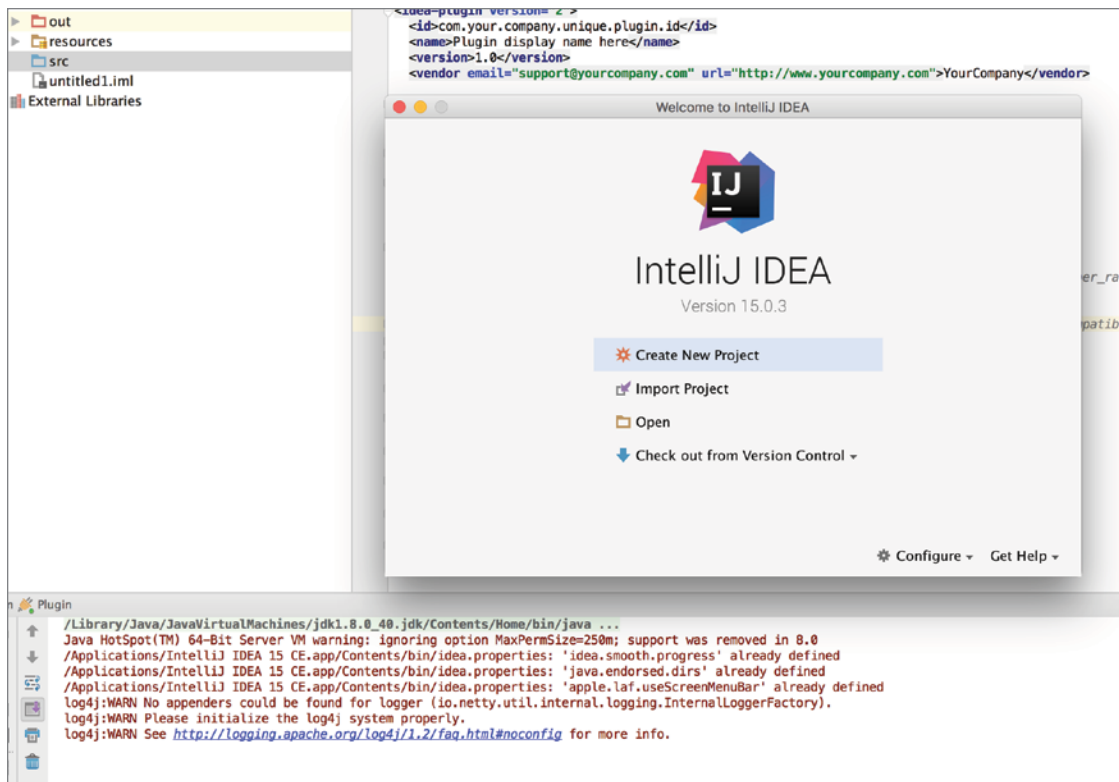 out
resources
src
untitled1.iml
External Libraries
<idea-plugin version="2">
<id>com.your.company.unique.plugin.id</id>
<name>Plugin display name here</name>
<version>1.0</version>
<vendor email="support@yourcompany.com" url="http://www.yourcompany.com">YourCompany</vendor>
Welcome to IntelliJ IDEA
IJ
IntelliJ IDEA
Version 15.0.3
Create New Project
Import Project
Open
Check out from Version Control
Configure
Get Help
Plugin
/Library/Java/JavaVirtualMachines/jdk1.8.0_40.jdk/Contents/Home/bin/java ...
Java HotSpot(TM) 64-Bit Server VM warning: ignoring option MaxPermSize=250m; support was removed in 8.0
/Applications/IntelliJ IDEA 15 CE.app/Contents/bin/idea.properties: 'idea.smooth.progress' already defined
/Applications/IntelliJ IDEA 15 CE.app/Contents/bin/idea.properties: 'java.endorsed.dirs' already defined
/Applications/IntelliJ IDEA 15 CE.app/Contents/bin/idea.properties: 'apple.laf.useScreenMenuBar' already defined
log4j:WARN No appenders could be found for logger (io.netty.util.internal.logging.InternalLoggerFactory).
log4j:WARN Please initialize the log4j system properly.
log4j:WARN See http://logging.apache.org/log4j/1.2/faq.html#noconfig for more info.